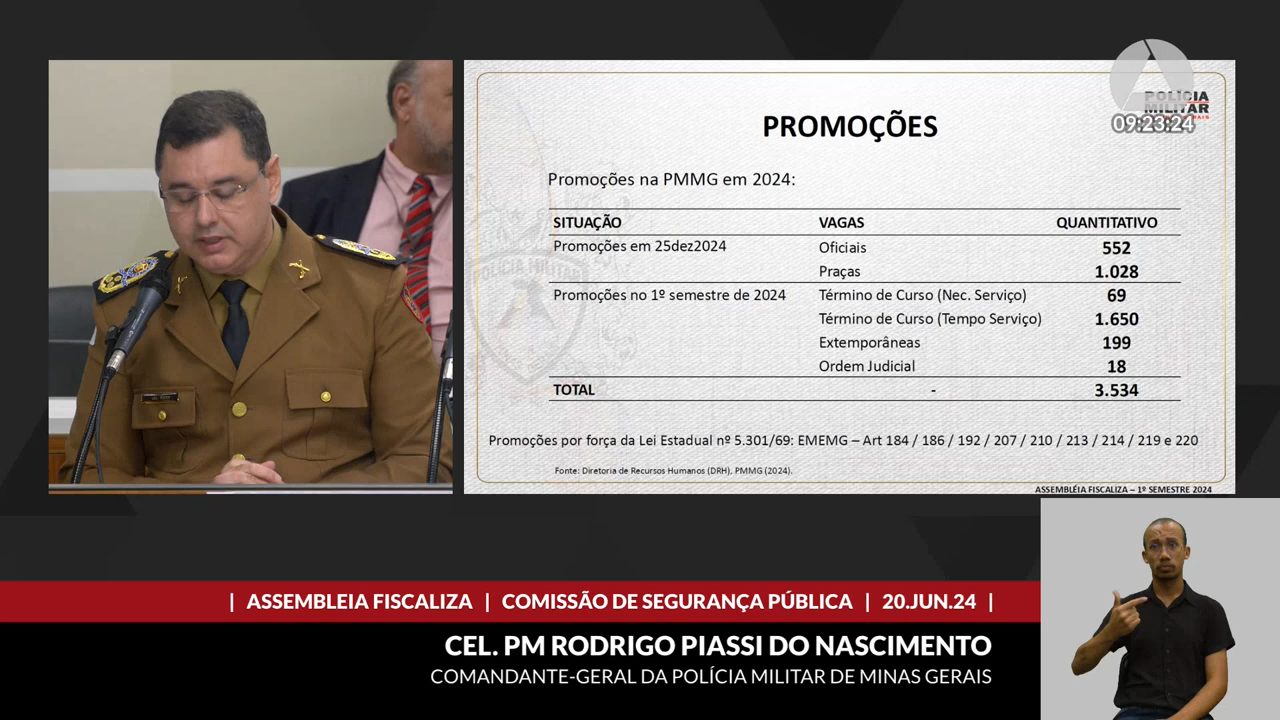 POLÍCIA
MILITAR
09:23:24
PROMOÇÕES
Promoções na PMMG em 2024:
SITUAÇÃO VAGAS QUANTITATIVO
Promoções em 25dez2024 Oficiais 552
Praças 1.028
Promoções no 1º semestre de 2024 Término de Curso (Nec. Serviço) 69
Término de Curso (Tempo Serviço) 1.650
Extemporâneas 199
Ordem Judicial 18
TOTAL - 3.534
Promoções por força da Lei Estadual nº 5.301/69: EMEMG – Art 184 / 186 / 192 / 207 / 210 / 213 / 214 / 219 e 220
Fonte: Diretoria de Recursos Humanos (DRH), PMMG (2024).
ASSEMBLÉIA FISCALIZA – 1º SEMESTRE 2024
| ASSEMBLEIA FISCALIZA | COMISSÃO DE SEGURANÇA PÚBLICA | 20.JUN.24 |
CEL. PM RODRIGO PIASSI DO NASCIMENTO
COMANDANTE-GERAL DA POLÍCIA MILITAR DE MINAS GERAIS